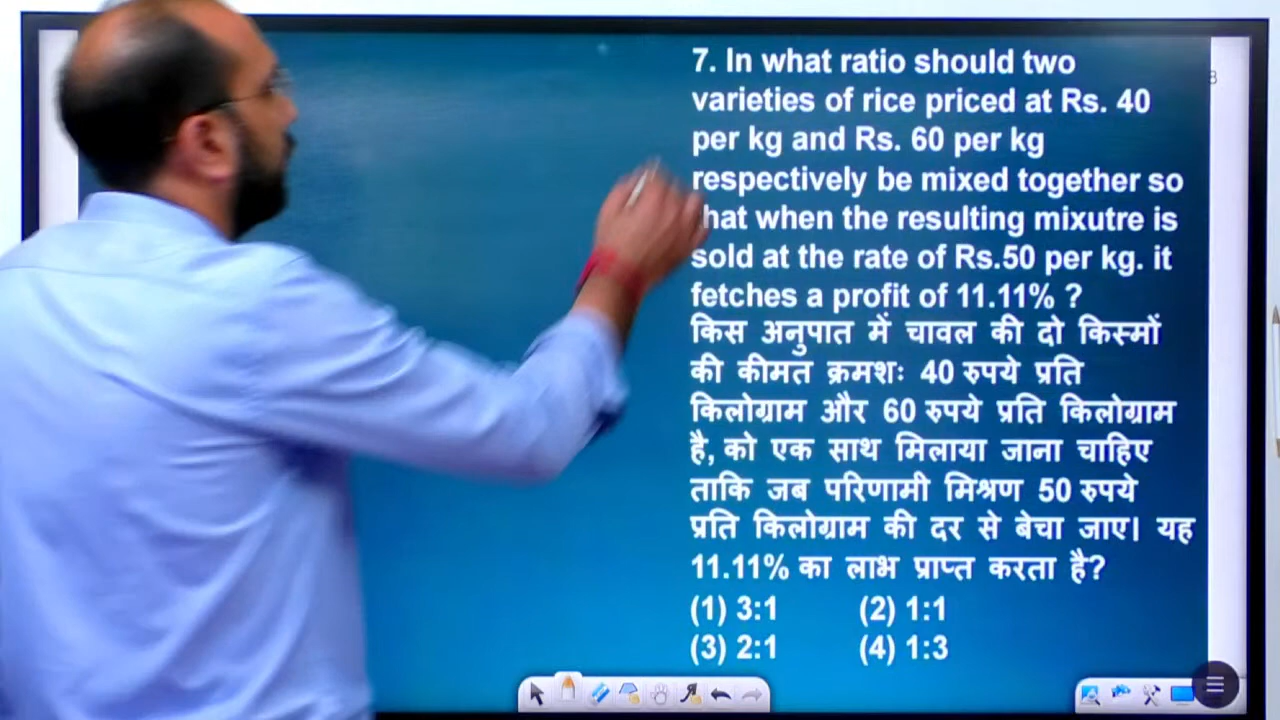 7. In what ratio should two
varieties of rice priced at Rs. 40
per kg and Rs. 60 per kg
respectively be mixed together so
hat when the resulting mixutre is
sold at the rate of Rs.50 per kg. it
fetches a profit of 11.11% ?
किस अनुपात में चावल की दो किस्मों
की कीमत क्रमशः 40 रुपये प्रति
किलोग्राम और 60 रुपये प्रति किलोग्राम
है, को एक साथ मिलाया जाना चाहिए
ताकि जब परिणामी मिश्रण 50 रुपये
प्रति किलोग्राम की दर से बेचा जाए। यह
11.11% का लाभ प्राप्त करता है?
(1) 3:1 (2) 1:1
(3) 2:1 (4) 1:3
8